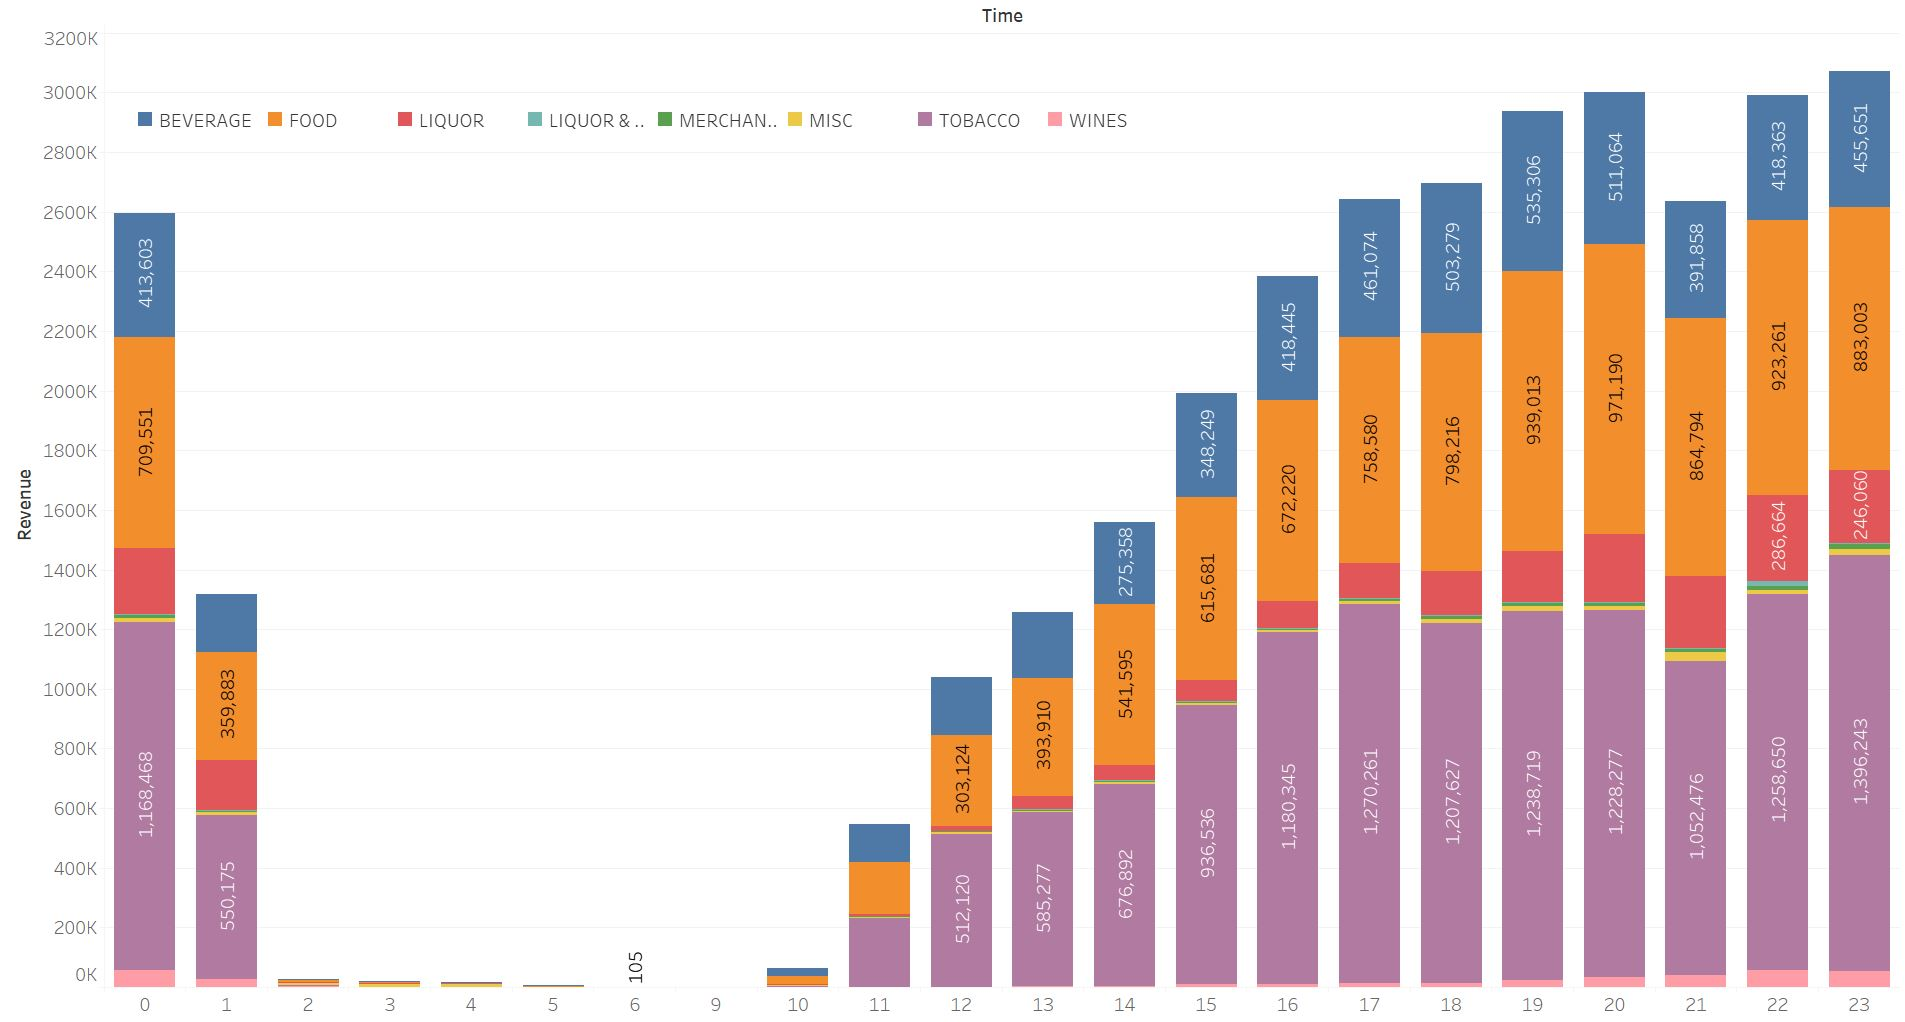 Time
3200K
3000K
2800K
2600K
2400K
2200K
2000K
1800K
1600K
1400K
1200K
1000K
800K
600K
400K
200K
0K
Revenue
BEVERAGE FOOD LIQUOR LIQUOR & .. MERCHAN.. MISC TOBACCO WINES
413,603
709,551
1,168,468
359,883
550,175
105
303,124
512,120
393,910
585,277
275,358
541,595
676,892
348,249
615,681
936,536
418,445
672,220
1,180,345
461,074
758,580
1,270,261
503,279
798,216
1,207,627
535,306
939,013
1,238,719
511,064
971,190
1,228,277
391,858
864,794
1,052,476
418,363
923,261
286,664
1,258,650
455,651
883,003
246,060
1,396,243
0 1 2 3 4 5 6 9 10 11 12 13 14 15 16 17 18 19 20 21 22 23